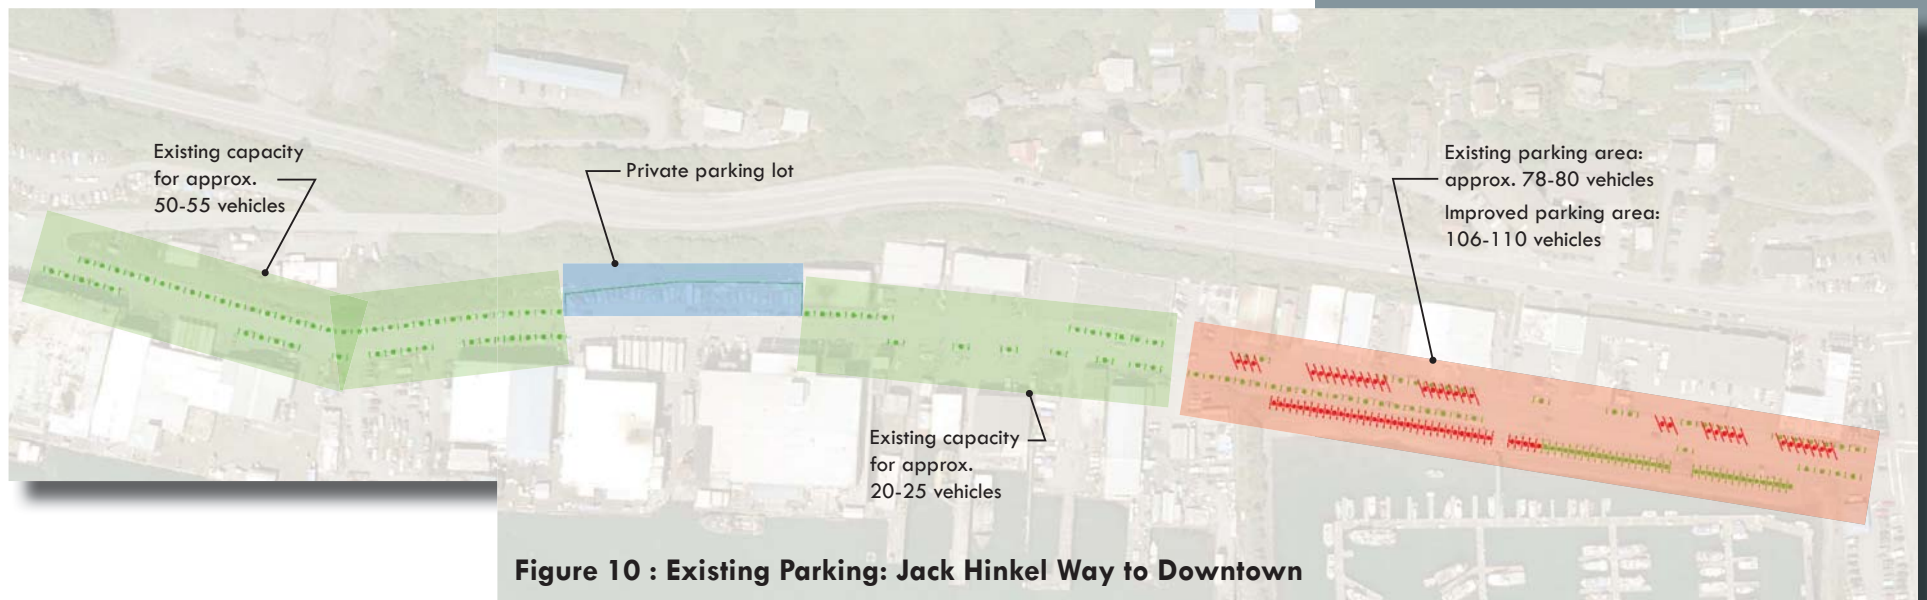 Existing capacity
for approx.
50-55 vehicles
Private parking lot
Existing parking area:
approx. 78-80 vehicles
Improved parking area:
106-110 vehicles
Existing capacity
for approx.
20-25 vehicles
Figure 10 : Existing Parking: Jack Hinkel Way to Downtown